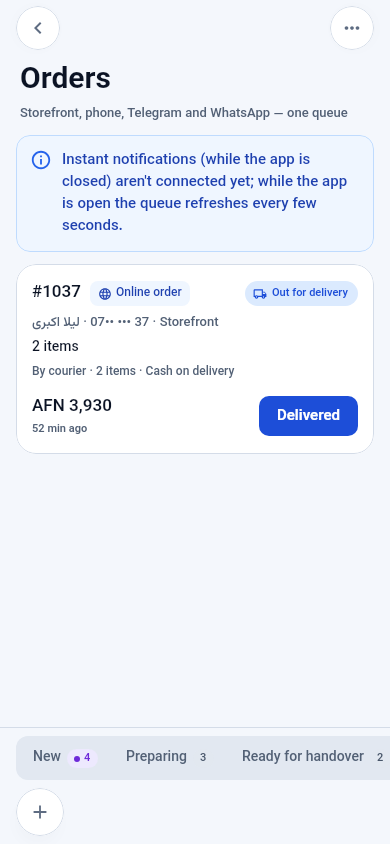 Orders
Storefront, phone, Telegram and WhatsApp — one queue
Instant notifications (while the app is
closed) aren't connected yet; while the app
is open the queue refreshes every few
seconds.
#1037 Online order Out for delivery
لیلا اکبری · 07•• ••• 37 · Storefront
2 items
By courier · 2 items · Cash on delivery
AFN 3,930
52 min ago
Delivered
New 4 Preparing 3 Ready for handover 2